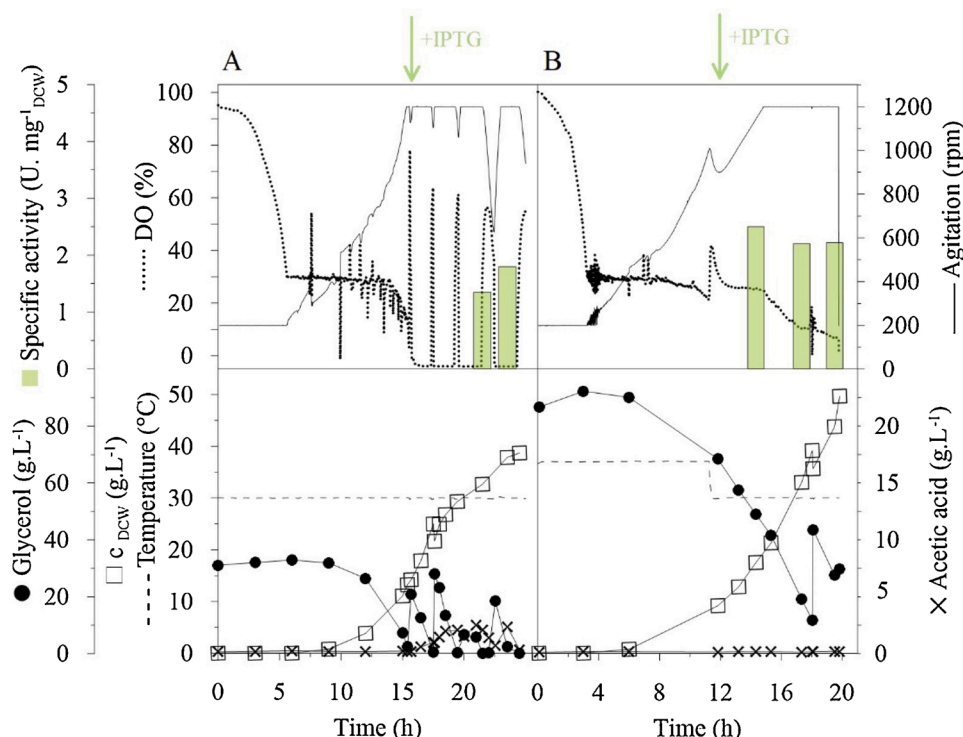 +IPTG
+IPTG
A
B
Specific activity (U. mg⁻¹DCW)
5
4
3
2
1
0
DO (%)
100
80
60
40
20
0
1200
1000
800
600
400
200
0
Agitation (rpm)
Glycerol (g.L⁻¹)
80
60
40
20
0
c DCW (g.L⁻¹)
Temperature (°C)
50
40
30
20
10
0
20
15
10
5
0
Acetic acid (g.L⁻¹)
0 5 10 15 20
0 4 8 12 16 20
Time (h)
Time (h)